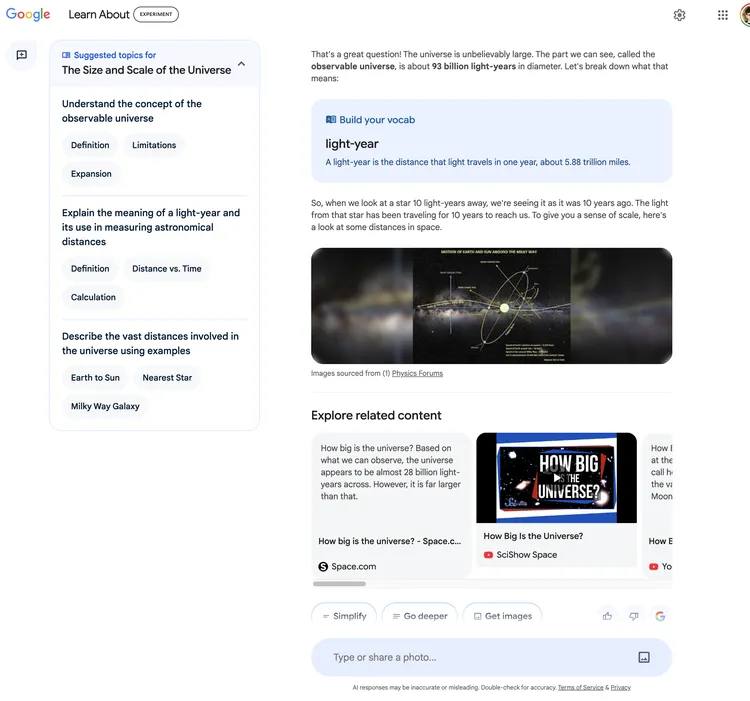 Google Learn About EXPERIMENT
Suggested topics for
The Size and Scale of the Universe
Understand the concept of the
observable universe
Definition Limitations
Expansion
Explain the meaning of a light-year and
its use in measuring astronomical
distances
Definition Distance vs. Time
Calculation
Describe the vast distances involved in
the universe using examples
Earth to Sun Nearest Star
Milky Way Galaxy
That's a great question! The universe is unbelievably large. The part we can see, called the
observable universe, is about 93 billion light-years in diameter. Let's break down what that
means:
Build your vocab
light-year
A light-year is the distance that light travels in one year, about 5.88 trillion miles.
So, when we look at a star 10 light-years away, we're seeing it as it was 10 years ago. The light
from that star has been traveling for 10 years to reach us. To give you a sense of scale, here's
a look at some distances in space.
MOTION OF EARTH AND SUN AROUND THE MILKY WAY
Images sourced from (1) Physics Forums
Explore related content
How big is the universe? Based on
what we can observe, the universe
appears to be almost 28 billion light-
years across. However, it is far larger
than that.
How big is the universe? - Space.c...
Space.com
HOW BIG
IS THE
UNIVERSE?
How Big Is the Universe?
SciShow Space
How B
at the
call he
the va
Moon
How B
Yo
Simplify Go deeper Get images
Type or share a photo...
AI responses may be inaccurate or misleading. Double-check for accuracy. Terms of Service & Privacy